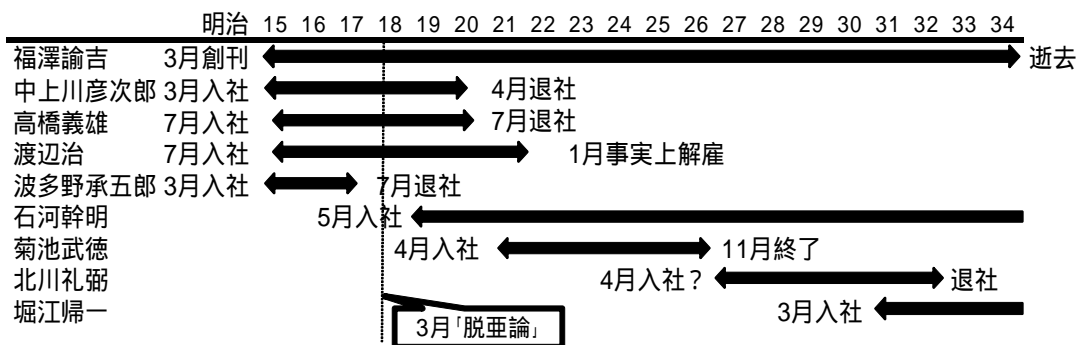 明治 15 16 17 18 19 20 21 22 23 24 25 26 27 28 29 30 31 32 33 34
福澤諭吉 3月創刊 逝去
中上川彦次郎 3月入社 4月退社
高橋義雄 7月入社 7月退社
渡辺治 7月入社 1月事実上解雇
波多野承五郎 3月入社 7月退社
石河幹明 5月入社
菊池武徳 4月入社 11月終了
北川礼弼 4月入社？ 退社
堀江帰一 3月入社
3月「脱亜論」